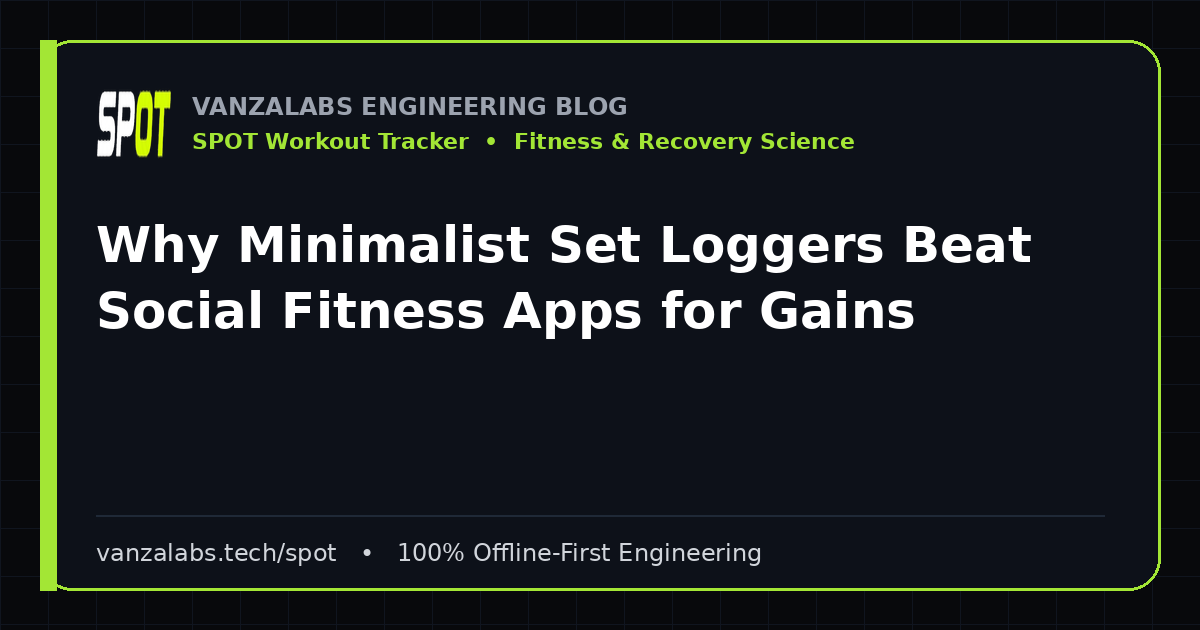 SPOT
VANZALABS ENGINEERING BLOG
SPOT Workout Tracker • Fitness & Recovery Science
Why Minimalist Set Loggers Beat
Social Fitness Apps for Gains
vanzalabs.tech/spot • 100% Offline-First Engineering